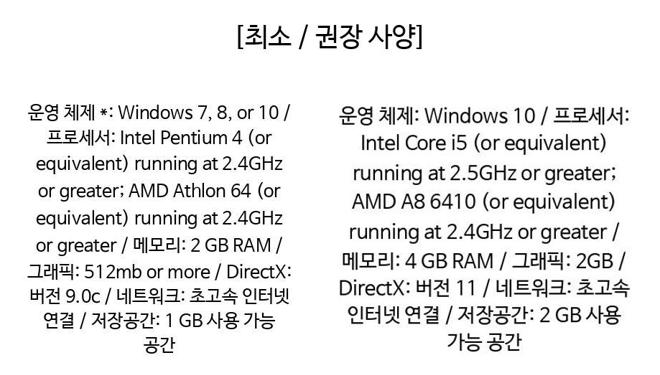 [최소 / 권장 사양]
운영 체제 *: Windows 7, 8, or 10 /
프로세서: Intel Pentium 4 (or
equivalent) running at 2.4GHz
or greater; AMD Athlon 64 (or
equivalent) running at 2.4GHz
or greater / 메모리: 2 GB RAM /
그래픽: 512mb or more / DirectX:
버전 9.0c / 네트워크: 초고속 인터넷
연결 / 저장공간: 1 GB 사용 가능
공간
운영 체제: Windows 10 / 프로세서:
Intel Core i5 (or equivalent)
running at 2.5GHz or greater;
AMD A8 6410 (or equivalent)
running at 2.4GHz or greater /
메모리: 4 GB RAM / 그래픽: 2GB /
DirectX: 버전 11 / 네트워크: 초고속
인터넷 연결 / 저장공간: 2 GB 사용
가능 공간